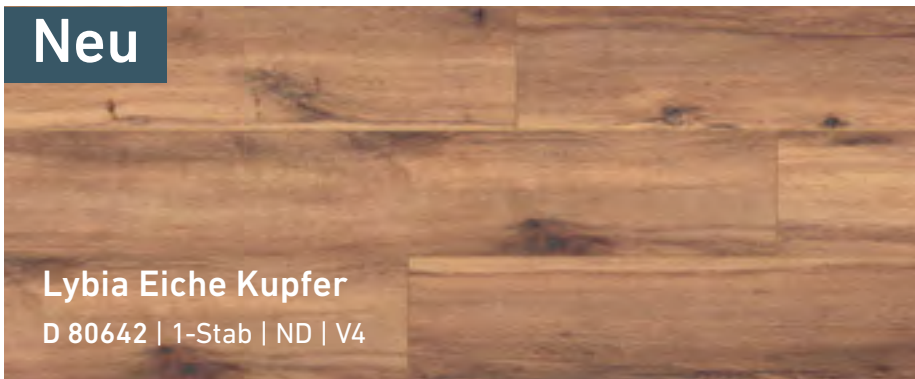 Neu
Lybia Eiche Kupfer
D 80642 | 1-Stab | ND | V4